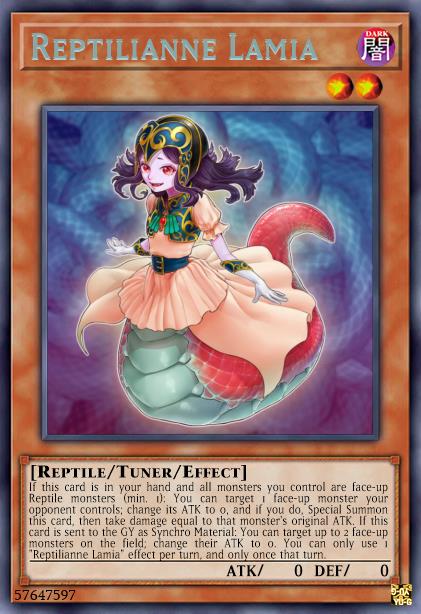 REPTILIANNE LAMIA
DARK
闇
[REPTILE/TUNER/EFFECT]
If this card is in your hand and all monsters you control are face-up
Reptile monsters (min. 1): You can target 1 face-up monster your
opponent controls; change its ATK to 0, and if you do, Special Summon
this card, then take damage equal to that monster's original ATK. If this
card is sent to the GY as Synchro Material: You can target up to 2 face-up
monsters on the field; change their ATK to 0. You can only use 1
"Reptilianne Lamia" effect per turn, and only once that turn.
ATK/ 0 DEF/ 0
57647597